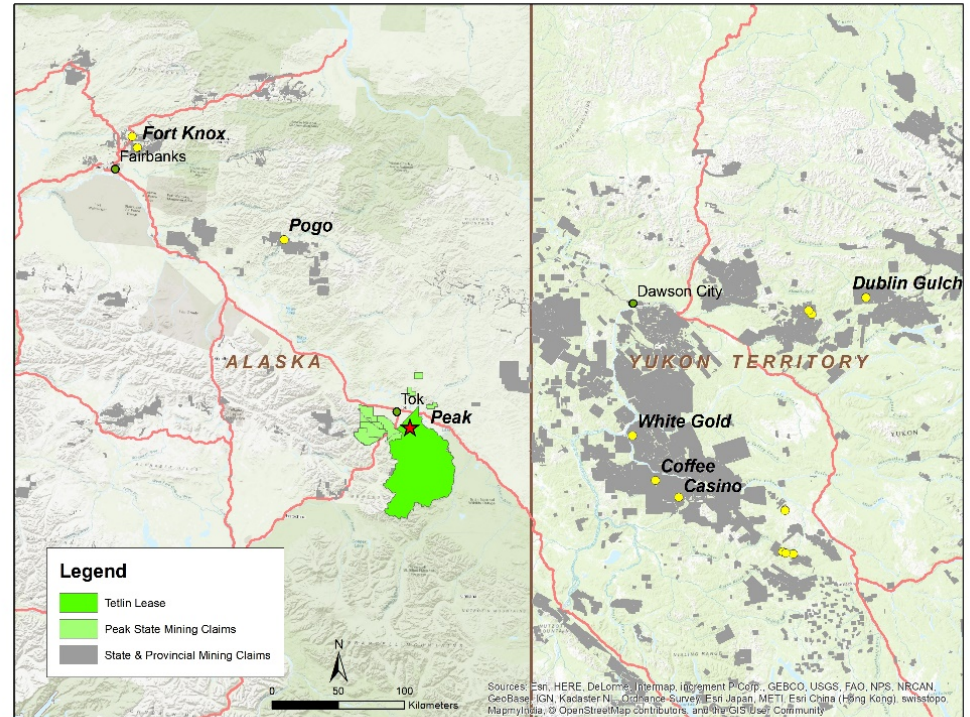 Fort Knox
Fairbanks
Pogo
Dawson City
Dublin Gulch
ALASKA
YUKON TERRITORY
Tok
Peak
White Gold
Coffee
Casino
YUKON
Legend
Tetlin Lease
Peak State Mining Claims
State & Provincial Mining Claims
N
0 50 100
Kilometers
Sources: Esri, HERE, DeLorme, Intermap, increment P Corp., GEBCO, USGS, FAO, NPS, NRCAN,
GeoBase, IGN, Kadaster NL, Ordnance Survey, Esri Japan, METI, Esri China (Hong Kong), swisstopo,
MapmyIndia, © OpenStreetMap contributors, and the GIS User Community